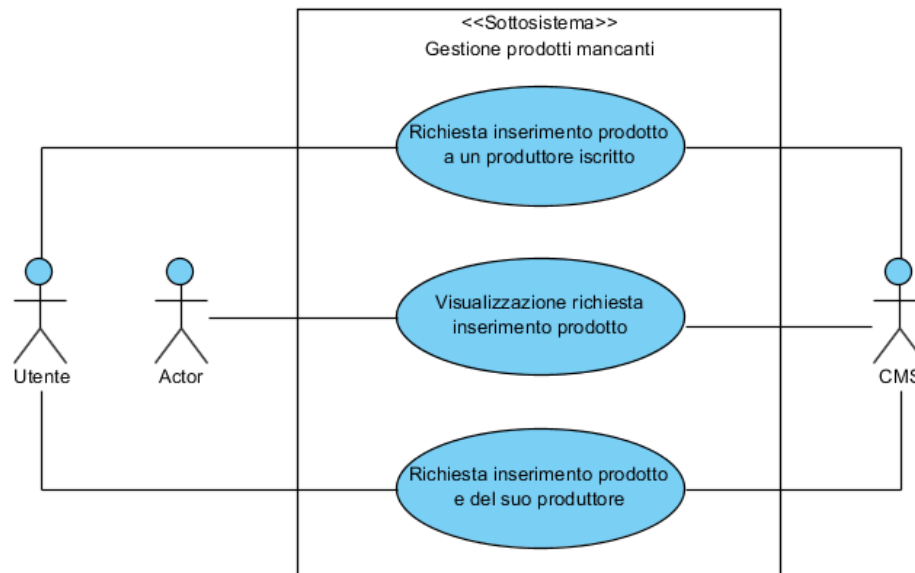 <<Sottosistema>>
Gestione prodotti mancanti
Richiesta inserimento prodotto
a un produttore iscritto
Visualizzazione richiesta
inserimento prodotto
Utente
Actor
CMS
Richiesta inserimento prodotto
e del suo produttore